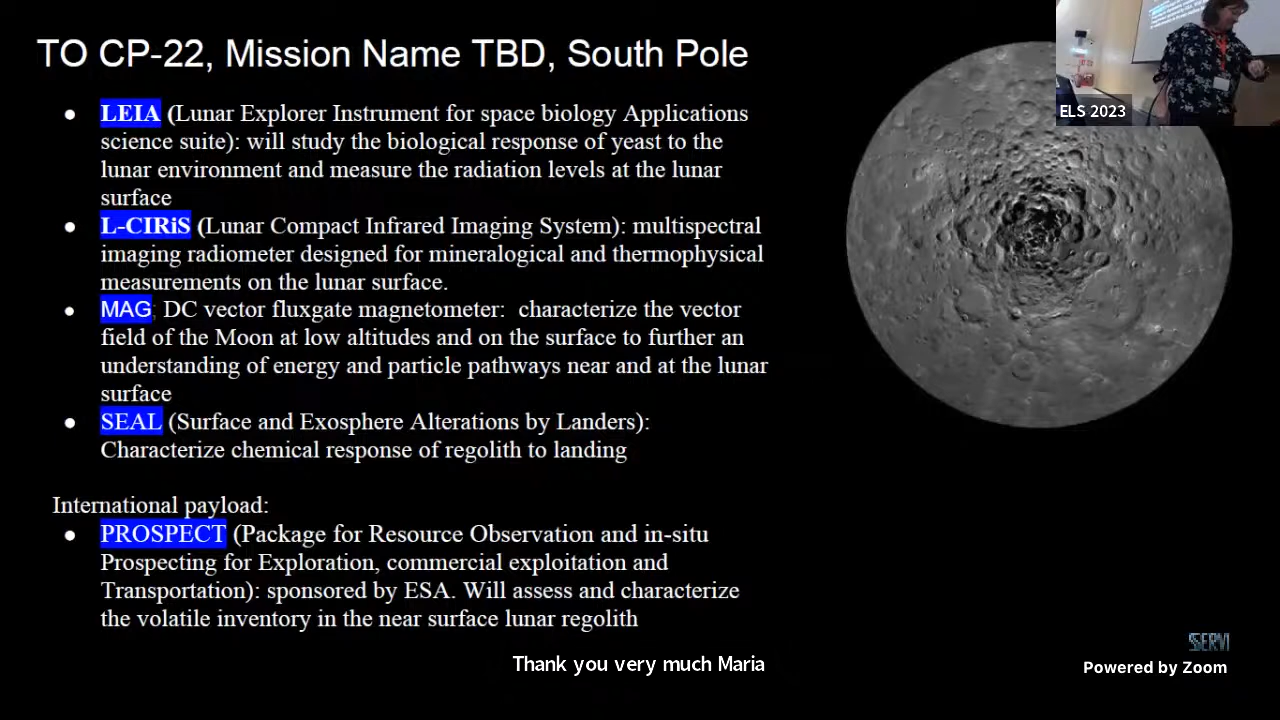 TO CP-22, Mission Name TBD, South Pole
● LEIA (Lunar Explorer Instrument for space biology Applications
science suite): will study the biological response of yeast to the
lunar environment and measure the radiation levels at the lunar
surface
● L-CIRiS (Lunar Compact Infrared Imaging System): multispectral
imaging radiometer designed for mineralogical and thermophysical
measurements on the lunar surface.
● MAG: DC vector fluxgate magnetometer:  characterize the vector
field of the Moon at low altitudes and on the surface to further an
understanding of energy and particle pathways near and at the lunar
surface
● SEAL (Surface and Exosphere Alterations by Landers):
Characterize chemical response of regolith to landing
International payload:
● PROSPECT (Package for Resource Observation and in-situ
Prospecting for Exploration, commercial exploitation and
Transportation): sponsored by ESA. Will assess and characterize
the volatile inventory in the near surface lunar regolith
ELS 2023
Thank you very much Maria
SSERVI
Powered by Zoom